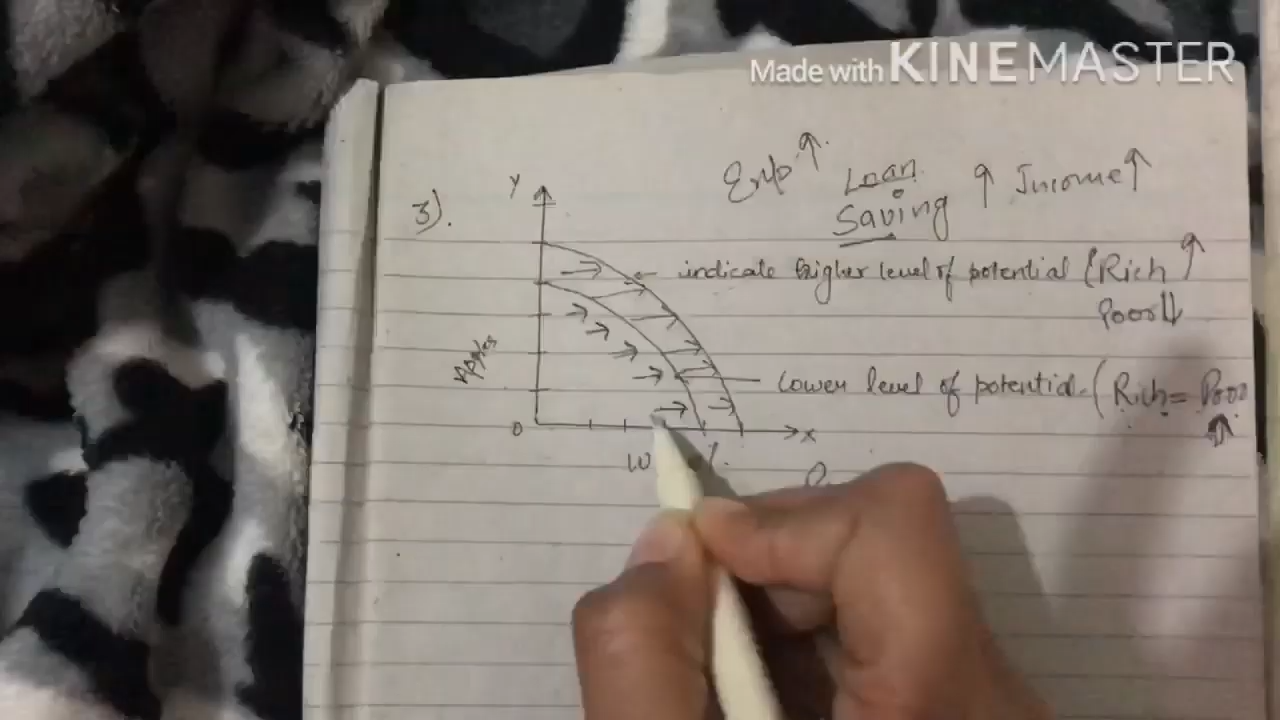 Made with KINEMASTER
Emp ↑ Loan Saving ↑ Income ↑
3).
Y
indicate higher level of potential (Rich ↑
Poor ↓
Apples
lower level of potential (Rich = Poor
↑
0
X